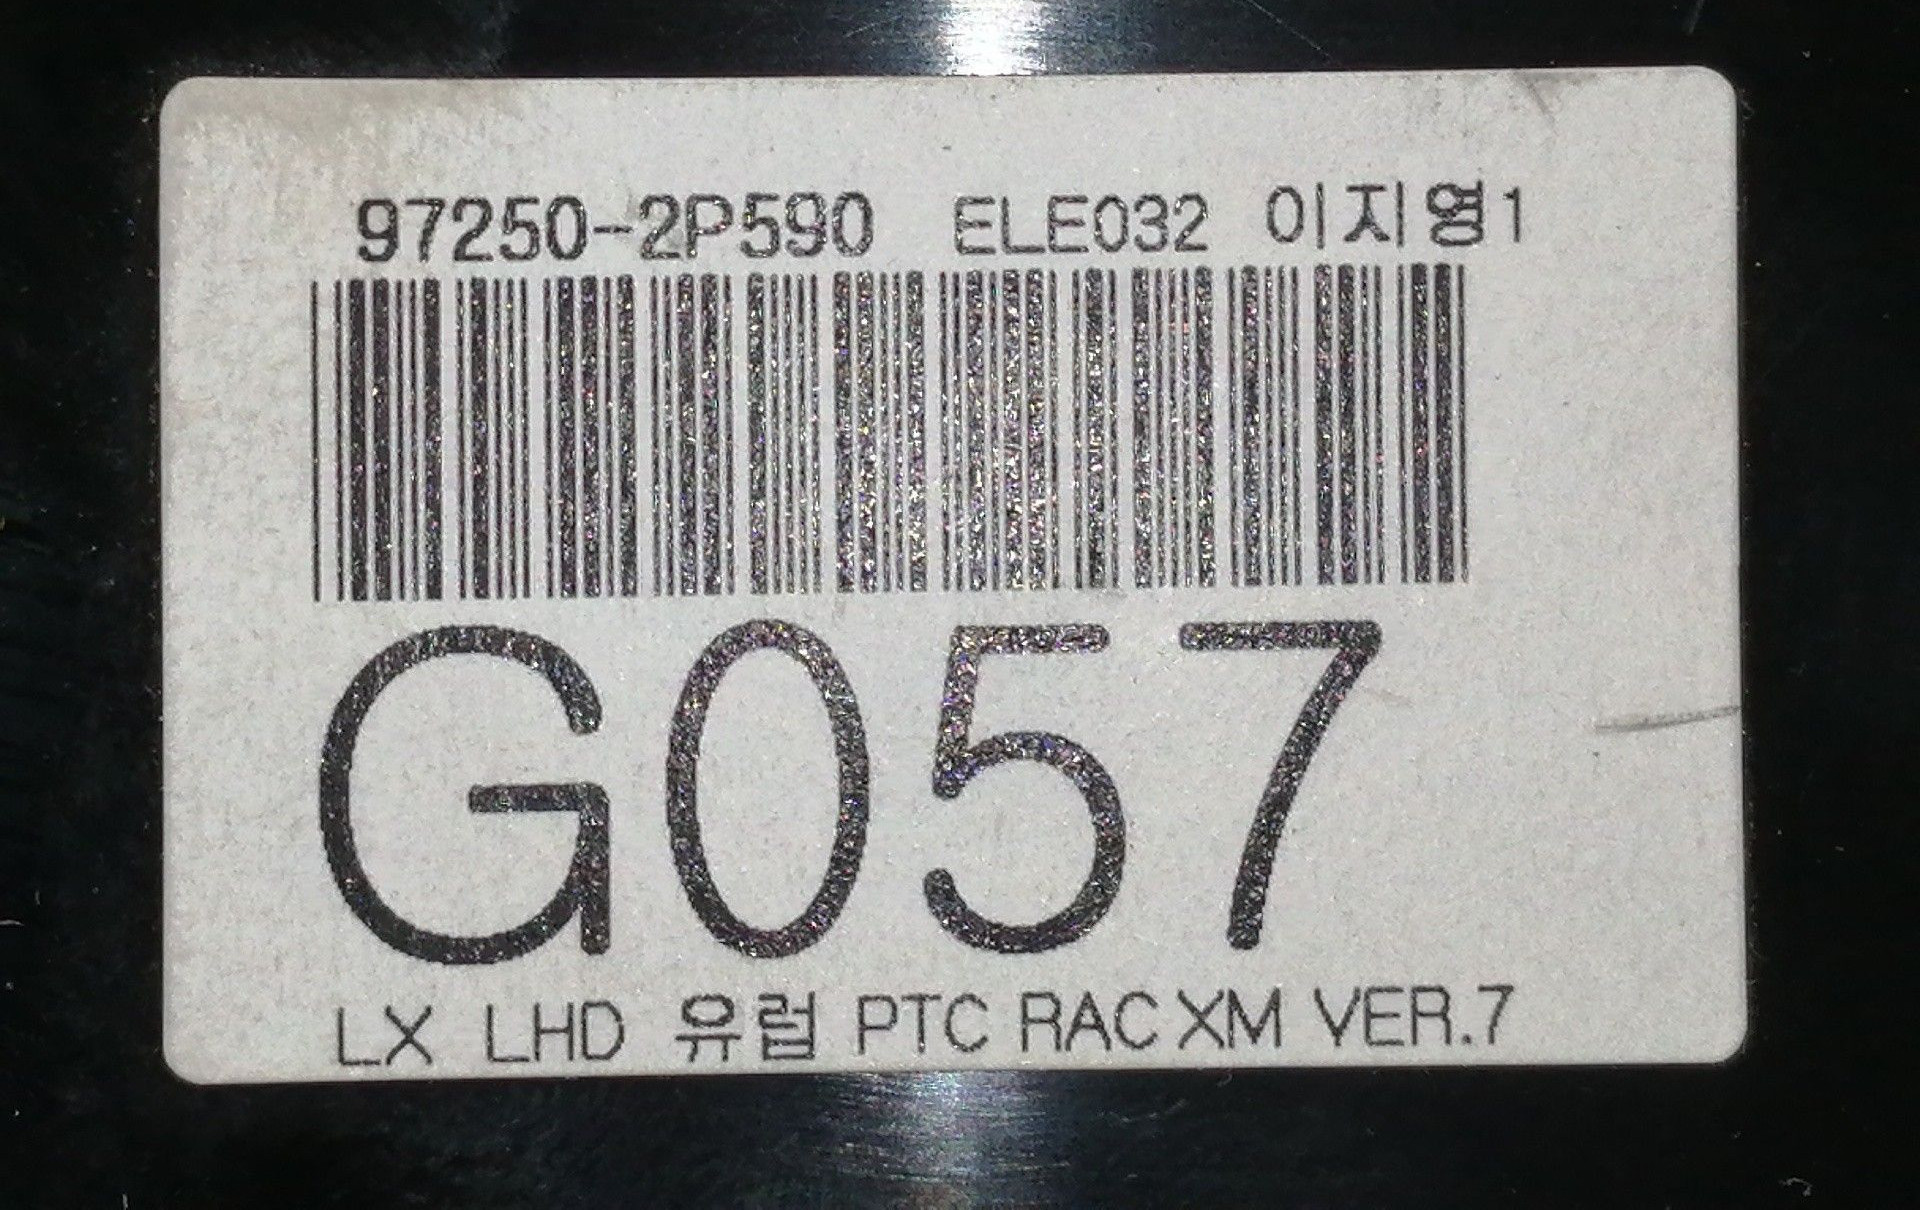 97250-2P590 ELE032 이지영1
G057
LX LHD 유럽 PTC RAC XM VER.7